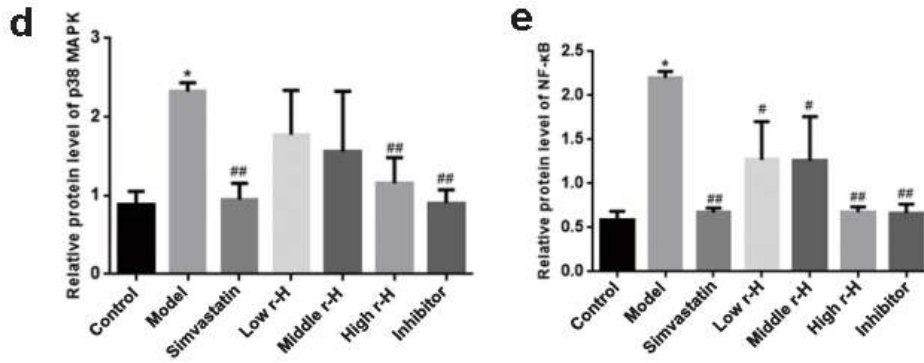 d
Relative protein level of p38 MAPK
3
2
1
0
*
##
##
##
Control
Model
Simvastatin
Low r-H
Middle r-H
High r-H
Inhibitor
e
Relative protein level of NF-κB
2.5
2.0
1.5
1.0
0.5
0.0
*
##
#
#
##
##
Control
Model
Simvastatin
Low r-H
Middle r-H
High r-H
Inhibitor